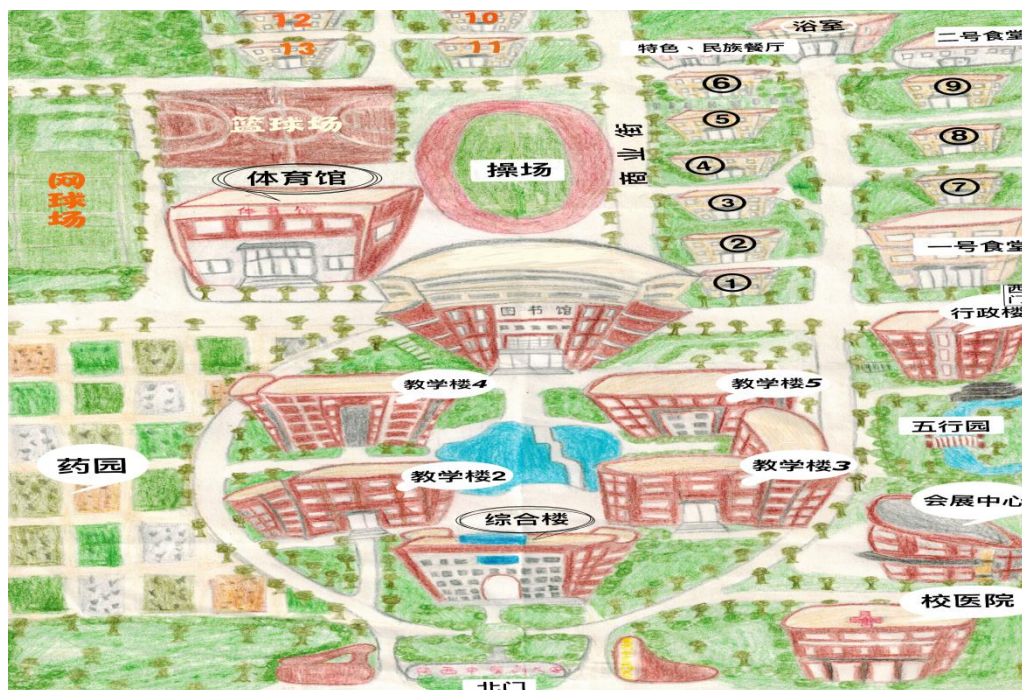 12
10
浴室
二号食堂
13
11
特色、民族餐厅
⑥
⑨
篮球场
⑤
商业街
⑧
操场
④
体育馆
网球场
⑦
③
体育馆
②
一号食堂
①
西门
图书馆
行政楼
教学楼4
教学楼5
五行园
药园
教学楼2
教学楼3
会展中心
综合楼
校医院
北门